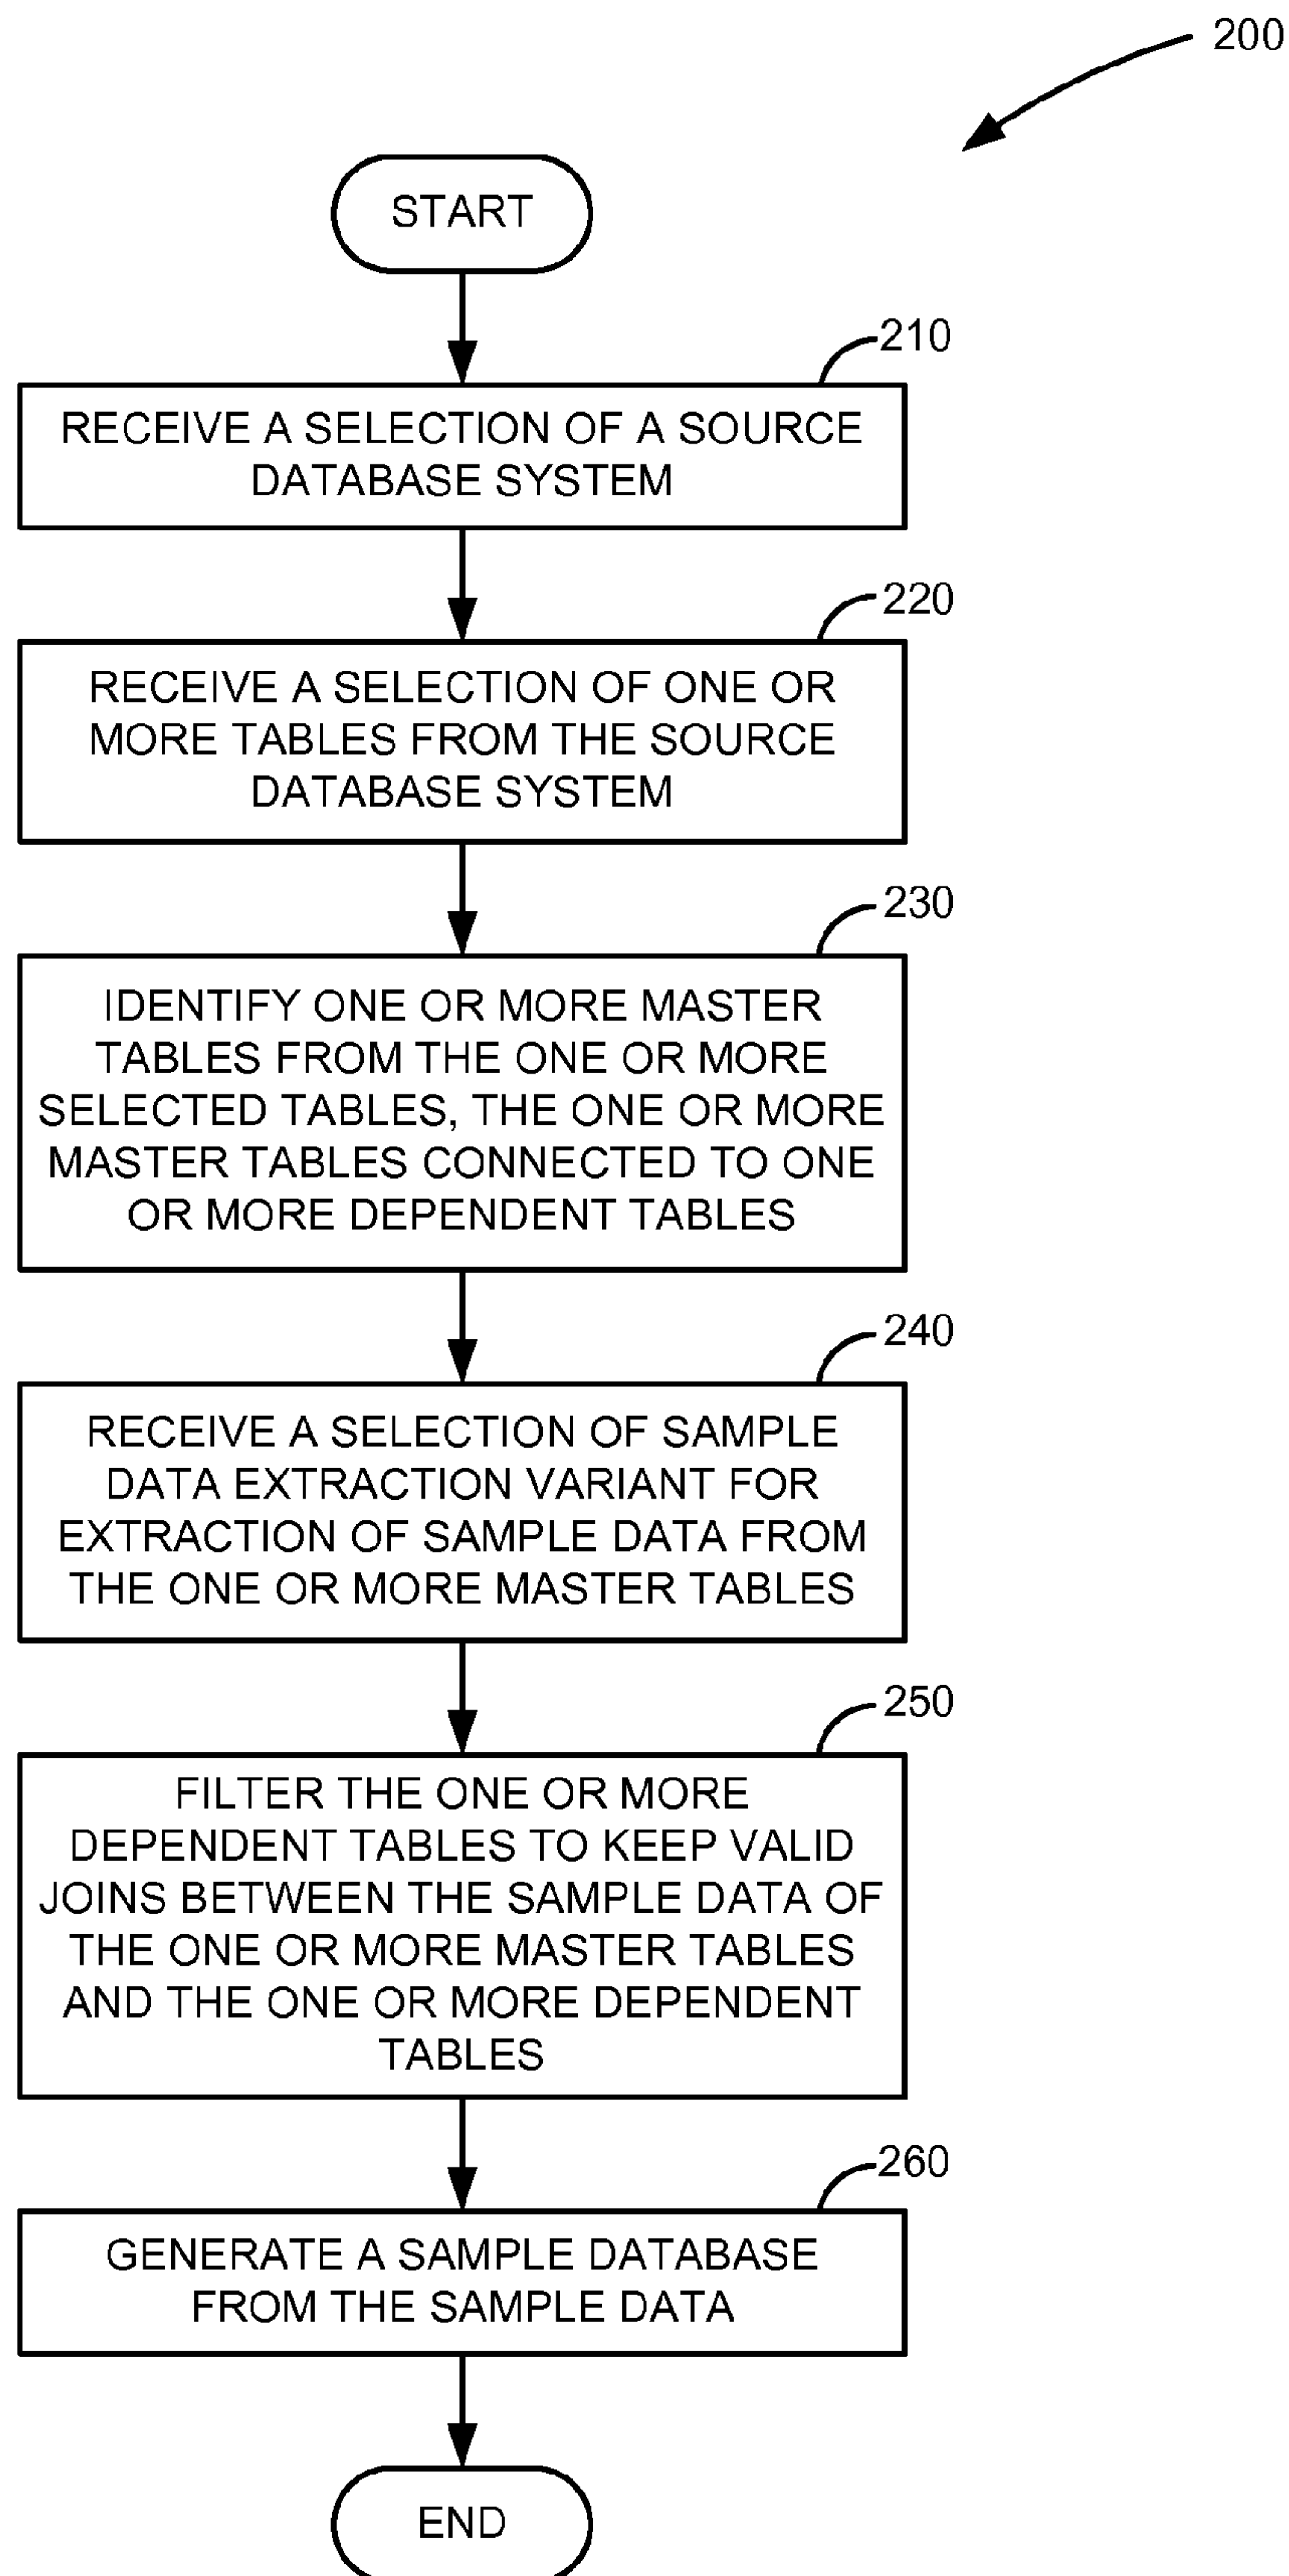 200
START
210
RECEIVE A SELECTION OF A SOURCE
DATABASE SYSTEM
220
RECEIVE A SELECTION OF ONE OR
MORE TABLES FROM THE SOURCE
DATABASE SYSTEM
230
IDENTIFY ONE OR MORE MASTER
TABLES FROM THE ONE OR MORE
SELECTED TABLES, THE ONE OR MORE
MASTER TABLES CONNECTED TO ONE
OR MORE DEPENDENT TABLES
240
RECEIVE A SELECTION OF SAMPLE
DATA EXTRACTION VARIANT FOR
EXTRACTION OF SAMPLE DATA FROM
THE ONE OR MORE MASTER TABLES
250
FILTER THE ONE OR MORE
DEPENDENT TABLES TO KEEP VALID
JOINS BETWEEN THE SAMPLE DATA OF
THE ONE OR MORE MASTER TABLES
AND THE ONE OR MORE DEPENDENT
TABLES
260
GENERATE A SAMPLE DATABASE
FROM THE SAMPLE DATA
END